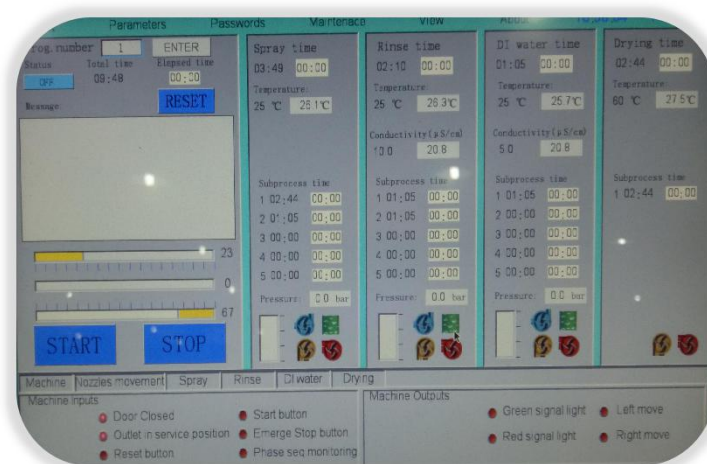 Parameters Passwords Maintenace View About
Prog. number 1 ENTER
Status Total time Elapsed time
OFF 09:48 00:00
Message RESET
23
0
67
START STOP
Spray time
03:49 00:00
Temperature:
25 ℃ 25.1℃
Subprocess time
1 02:44 00:00
2 01:05 00:00
3 00:00 00:00
4 00:00 00:00
5 00:00 00:00
Pressure: 0.0 bar
Rinse time
02:10 00:00
Temperature:
25 ℃ 26.3℃
Conductivity(μS/cm)
10.0 20.8
Subprocess time
1 01:05 00:00
2 01:05 00:00
3 00:00 00:00
4 00:00 00:00
5 00:00 00:00
Pressure: 0.0 bar
DI water time
01:05 00:00
Temperature:
25 ℃ 25.7℃
Conductivity(μS/cm)
5.0 20.8
Subprocess time
1 01:05 00:00
2 00:00 00:00
3 00:00 00:00
4 00:00 00:00
5 00:00 00:00
Pressure: 0.0 bar
Drying time
02:44 00:00
Temperature:
60 ℃ 27.5℃
Subprocess time
1 02:44 00:00
Machine Nozzles movement Spray Rinse DI water Drying
Machine Inputs
Door Closed Start button
Outlet in service position Emerge Stop button
Reset button Phase seq monitoring
Machine Outputs
Green signal light Left move
Red signal light Right move